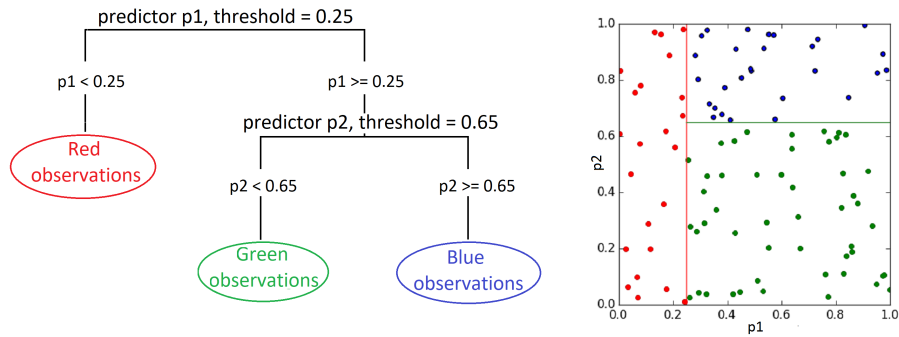 predictor p1, threshold = 0.25
p1 < 0.25
p1 >= 0.25
predictor p2, threshold = 0.65
Red
observations
p2 < 0.65
p2 >= 0.65
Green
observations
Blue
observations
1.0
0.8
0.6
0.4
0.2
0.0
p2
0.0 0.2 0.4 0.6 0.8 1.0
p1